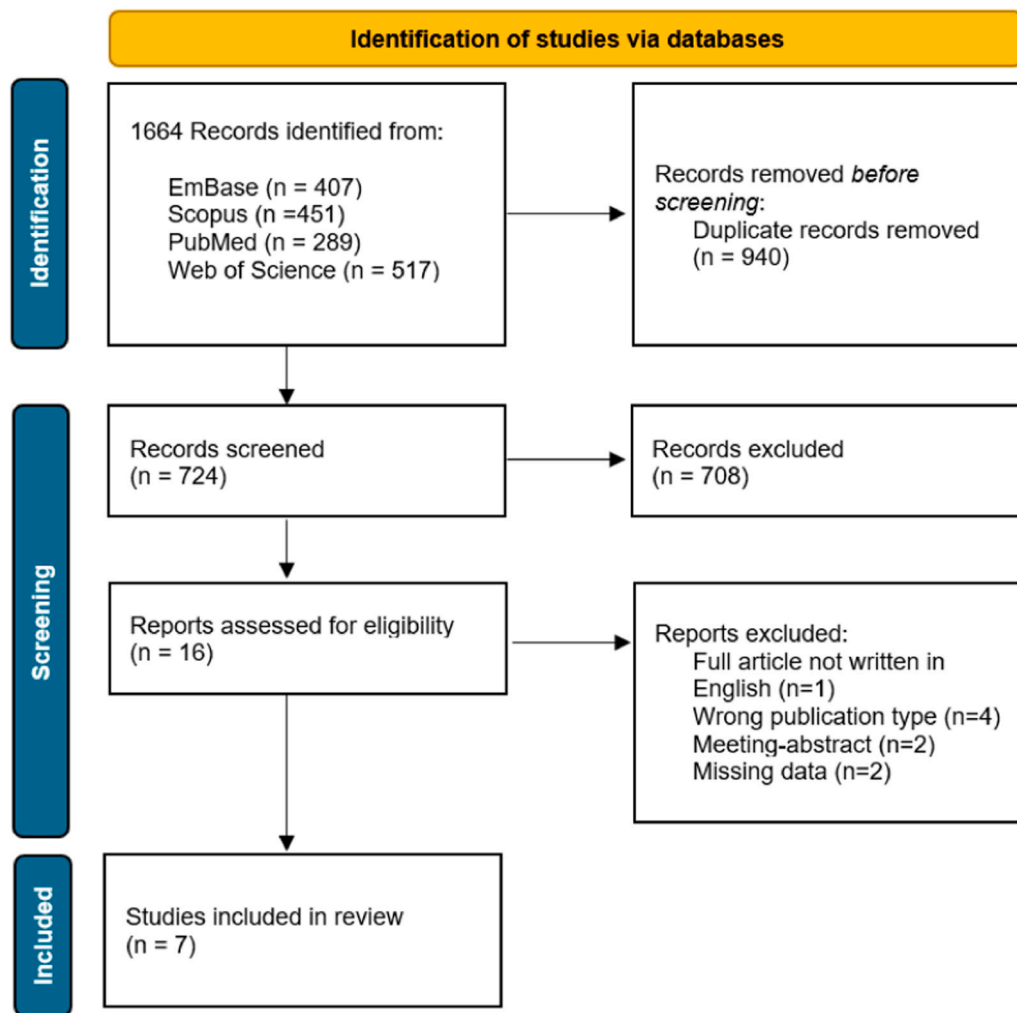 Identification of studies via databases
Identification
1664 Records identified from:
EmBase (n = 407)
Scopus (n =451)
PubMed (n = 289)
Web of Science (n = 517)
Records removed before
screening:
Duplicate records removed
(n = 940)
Screening
Records screened
(n = 724)
Records excluded
(n = 708)
Reports assessed for eligibility
(n = 16)
Reports excluded:
Full article not written in
English (n=1)
Wrong publication type (n=4)
Meeting-abstract (n=2)
Missing data (n=2)
Included
Studies included in review
(n = 7)